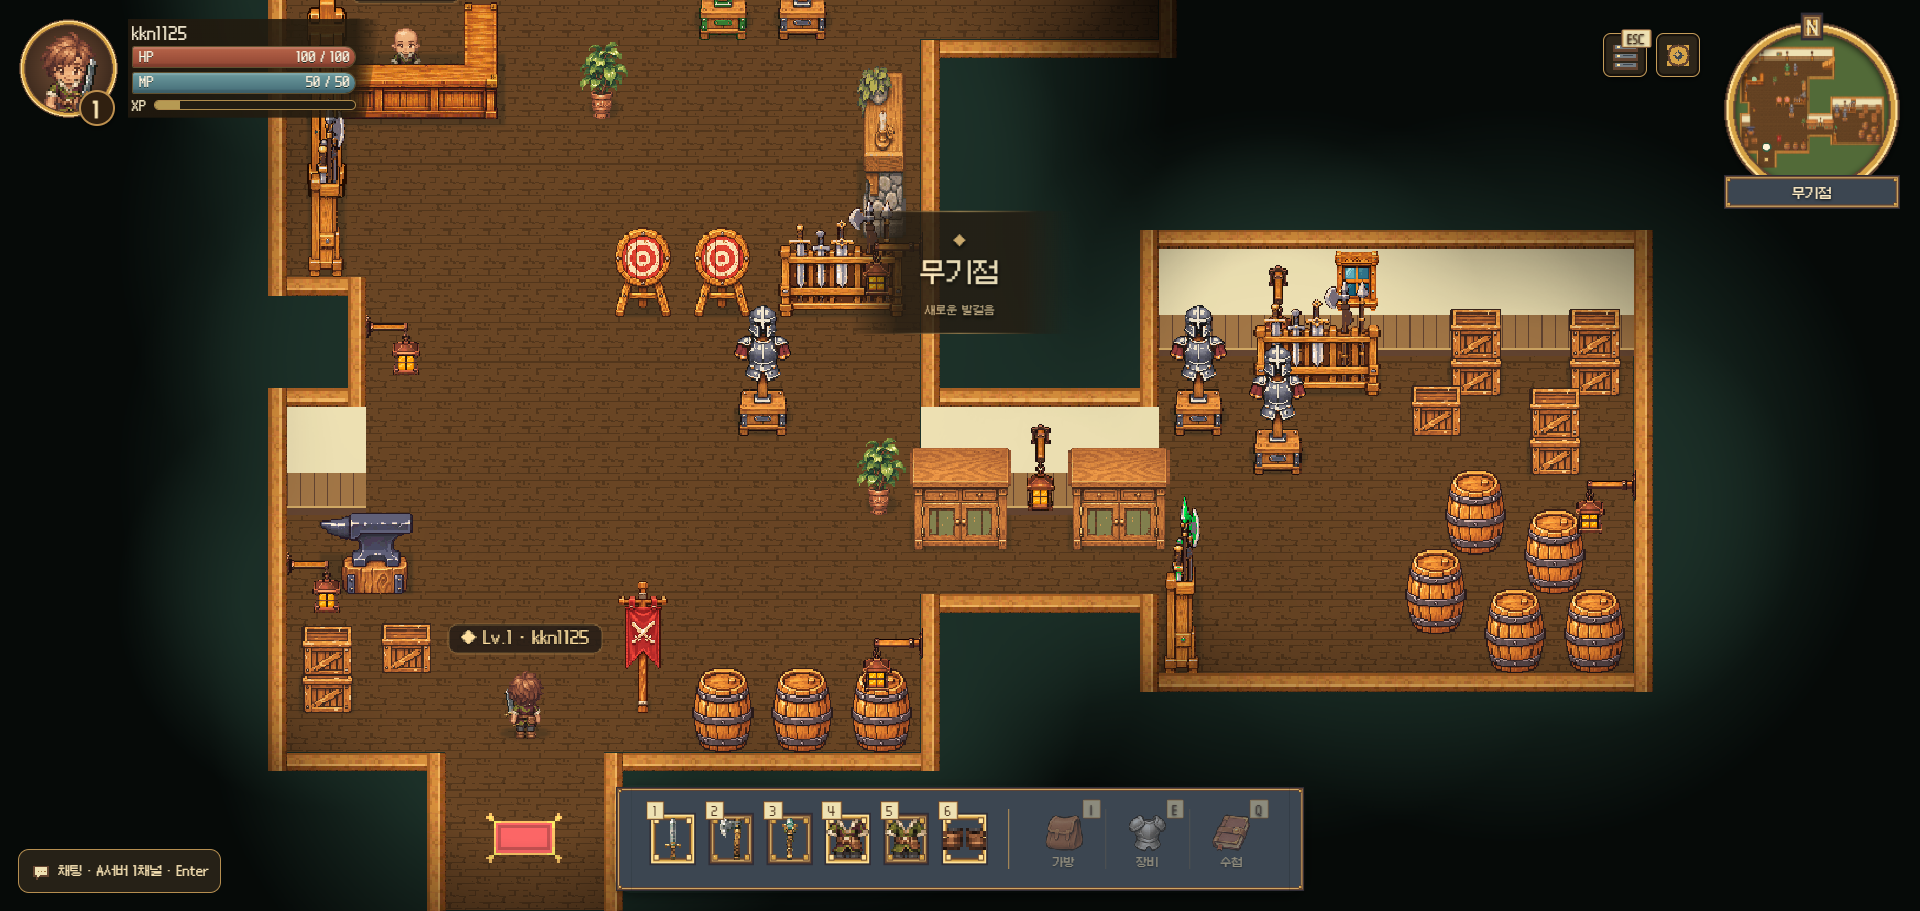 kkn1125
HP 100 / 100
MP 50 / 50
XP
1
ESC
N
무기점
무기점
새로운 발걸음
Lv.1 · kkn1125
1 2 3 4 5 6
I E Q
가방 장비 수첩
채팅 · A서버 1채널 · Enter